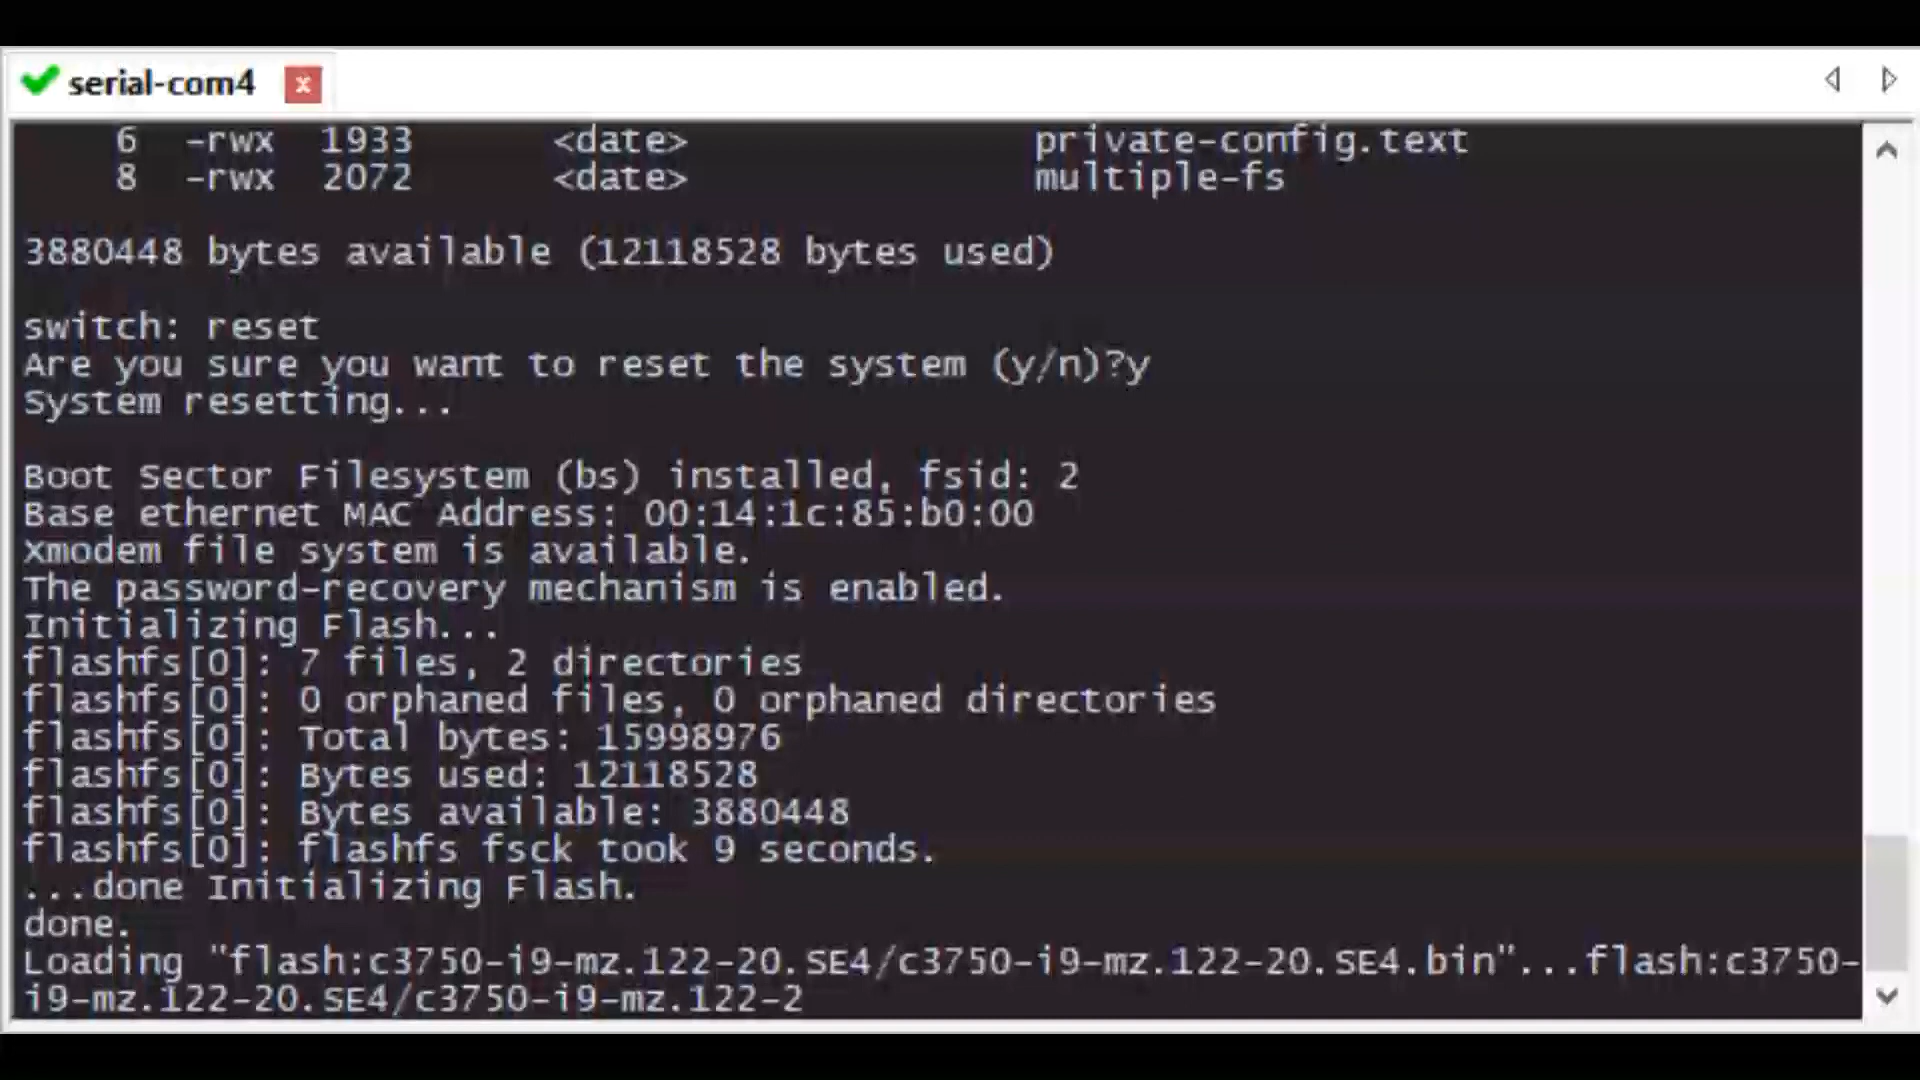 serial-com4
6 -rwx 1933 <date> private-config.text
8 -rwx 2072 <date> multiple-fs
3880448 bytes available (12118528 bytes used)
switch: reset
Are you sure you want to reset the system (y/n)?y
System resetting...
Boot Sector Filesystem (bs) installed, fsid: 2
Base ethernet MAC Address: 00:14:1c:85:b0:00
Xmodem file system is available.
The password-recovery mechanism is enabled.
Initializing Flash...
flashfs[0]: 7 files, 2 directories
flashfs[0]: 0 orphaned files, 0 orphaned directories
flashfs[0]: Total bytes: 15998976
flashfs[0]: Bytes used: 12118528
flashfs[0]: Bytes available: 3880448
flashfs[0]: flashfs fsck took 9 seconds.
...done Initializing Flash.
done.
Loading "flash:c3750-i9-mz.122-20.SE4/c3750-i9-mz.122-20.SE4.bin"...flash:c3750-
i9-mz.122-20.SE4/c3750-i9-mz.122-2